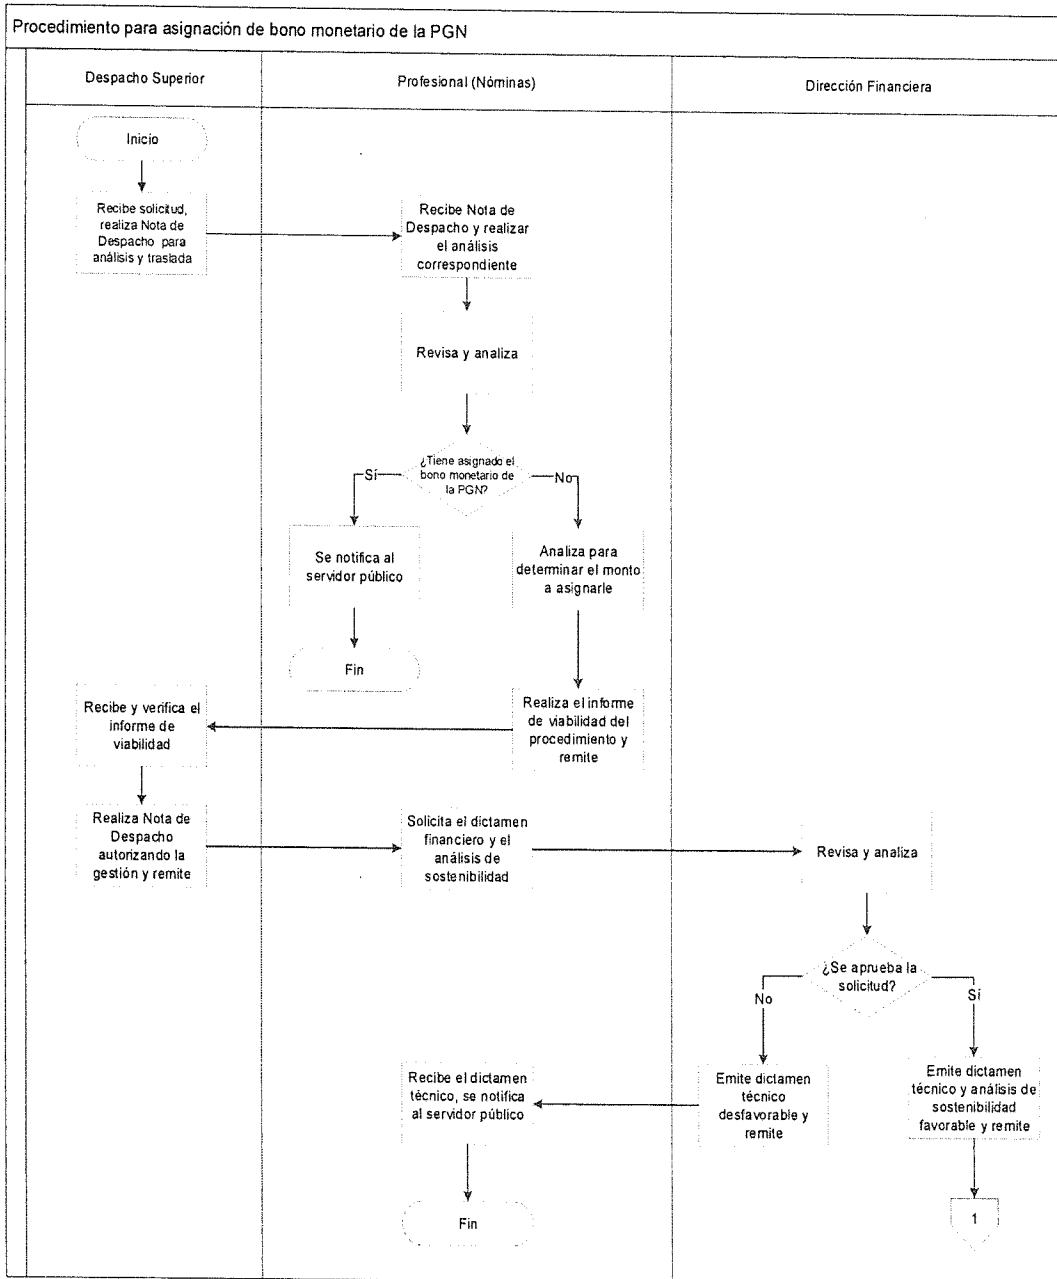 Procedimiento para asignación de bono monetario de la PGN
Despacho Superior
Profesional (Nóminas)
Dirección Financiera
Inicio
Recibe solicitud,
realiza Nota de
Despacho para
análisis y traslada
Recibe Nota de
Despacho y realizar
el análisis
correspondiente
Revisa y analiza
¿Tiene asignado el
bono monetario de
la PGN?
Sí
No
Se notifica al
servidor público
Analiza para
determinar el monto
a asignarle
Fin
Recibe y verifica el
informe de
viabilidad
Realiza el informe
de viabilidad del
procedimiento y
remite
Realiza Nota de
Despacho
autorizando la
gestión y remite
Solicita el dictamen
financiero y el
análisis de
sostenibilidad
Revisa y analiza
¿Se aprueba la
solicitud?
No
Sí
Recibe el dictamen
técnico, se notifica
al servidor público
Emite dictamen
técnico
desfavorable y
remite
Emite dictamen
técnico y análisis de
sostenibilidad
favorable y remite
Fin
1